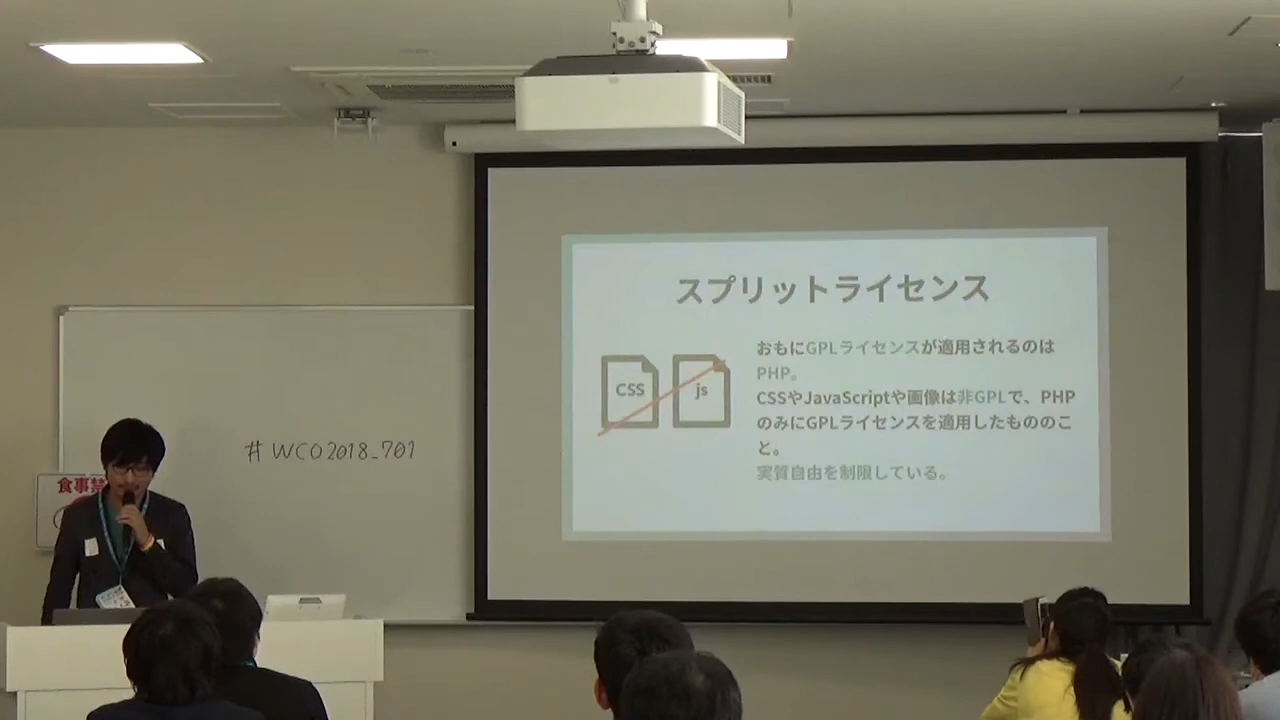 スプリットライセンス
CSS
js
おもにGPLライセンスが適用されるのは
PHP。
CSSやJavaScriptや画像は非GPLで、PHP
のみにGPLライセンスを適用したもののこ
と。
実質自由を制限している。
#WCO2018_701
食事禁